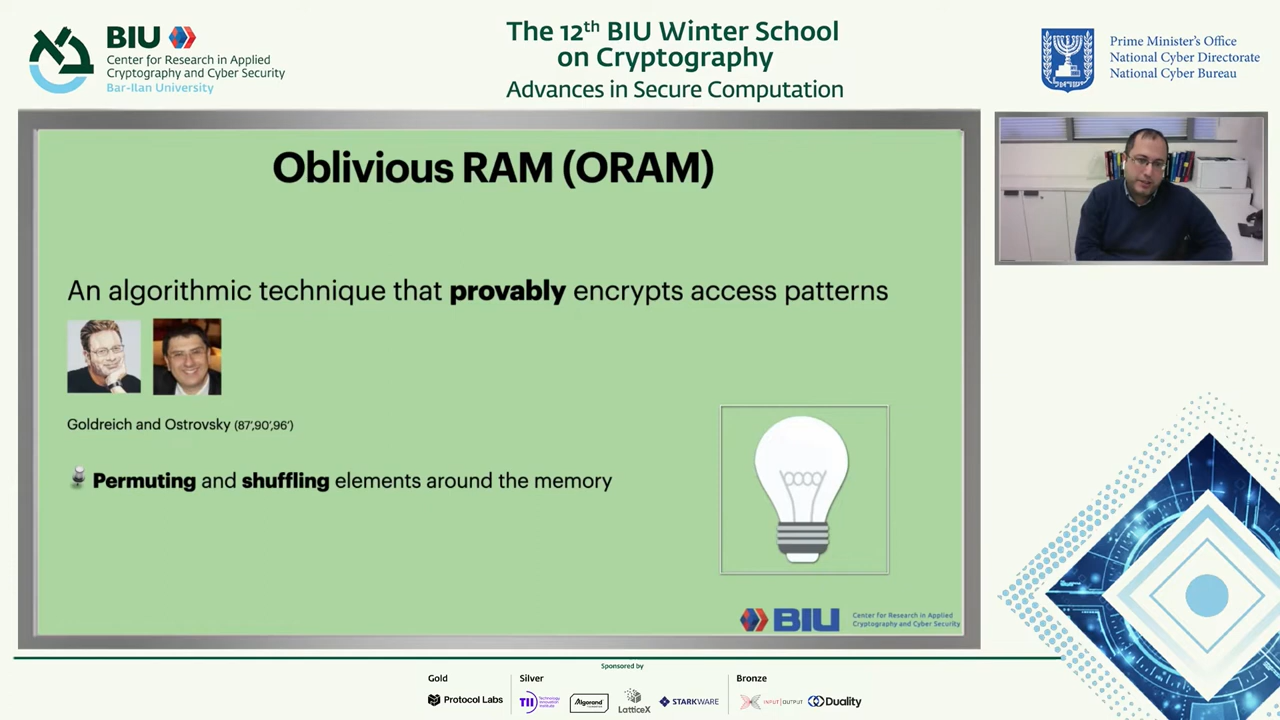 BIU
Center for Research in Applied
Cryptography and Cyber Security
Bar-Ilan University
The 12th BIU Winter School
on Cryptography
Advances in Secure Computation
Prime Minister's Office
National Cyber Directorate
National Cyber Bureau
Oblivious RAM (ORAM)
An algorithmic technique that provably encrypts access patterns
Goldreich and Ostrovsky (87',90',96')
Permuting and shuffling elements around the memory
BIU
Center for Research in Applied
Cryptography and Cyber Security
Sponsored by
Gold
Protocol Labs
Silver
TII Technology Innovation Institute
Algorand
LatticeX
STARKWARE
Bronze
INPUT | OUTPUT
Duality